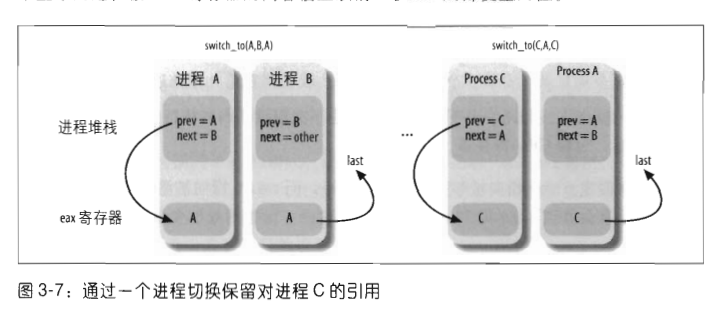 switch_to(A,B,A)
switch_to(C,A,C)
进程 A
进程 B
Process C
Process A
进程堆栈
prev = A
next = B
prev = B
next = other
...
prev = C
next = A
prev = A
next = B
last
last
eax 寄存器
A
A
C
C
图 3-7：通过一个进程切换保留对进程 C 的引用